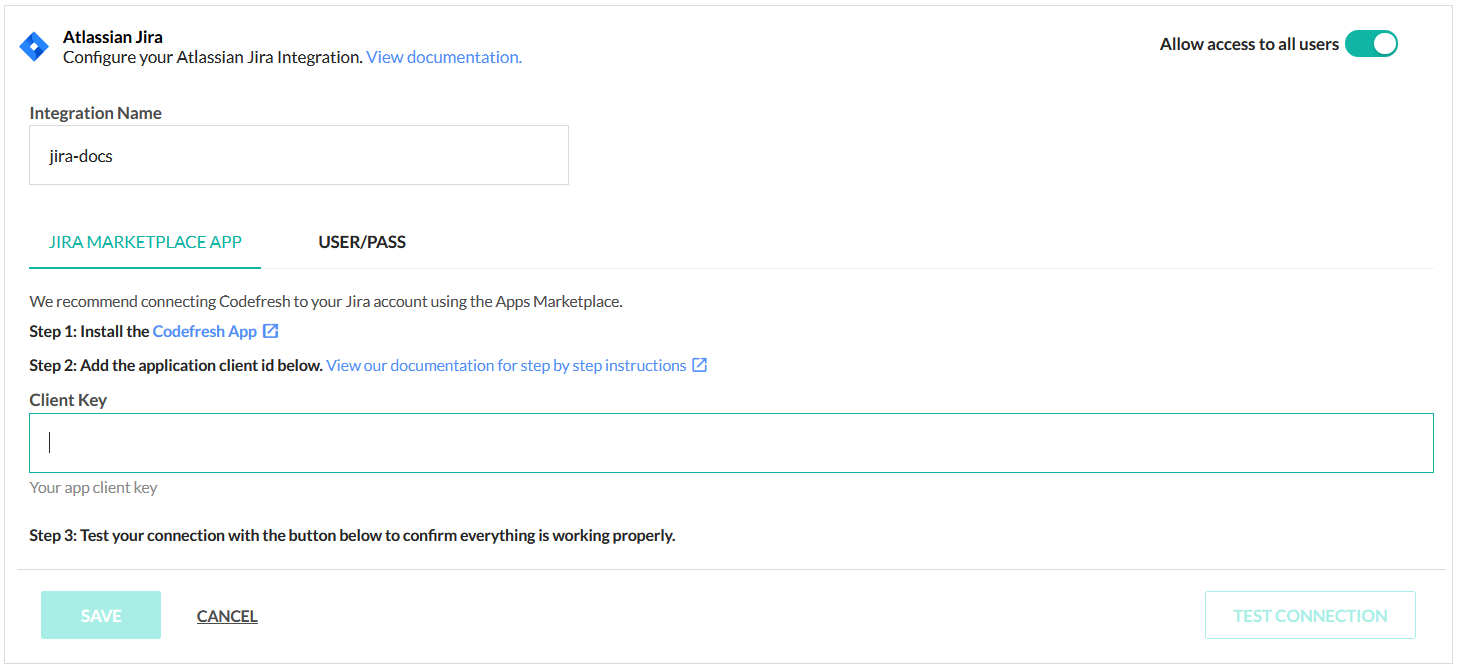 Atlassian Jira
Configure your Atlassian Jira Integration. View documentation.
Allow access to all users
Integration Name
jira-docs
JIRA MARKETPLACE APP
USER/PASS
We recommend connecting Codefresh to your Jira account using the Apps Marketplace.
Step 1: Install the Codefresh App
Step 2: Add the application client id below. View our documentation for step by step instructions
Client Key
Your app client key
Step 3: Test your connection with the button below to confirm everything is working properly.
SAVE
CANCEL
TEST CONNECTION